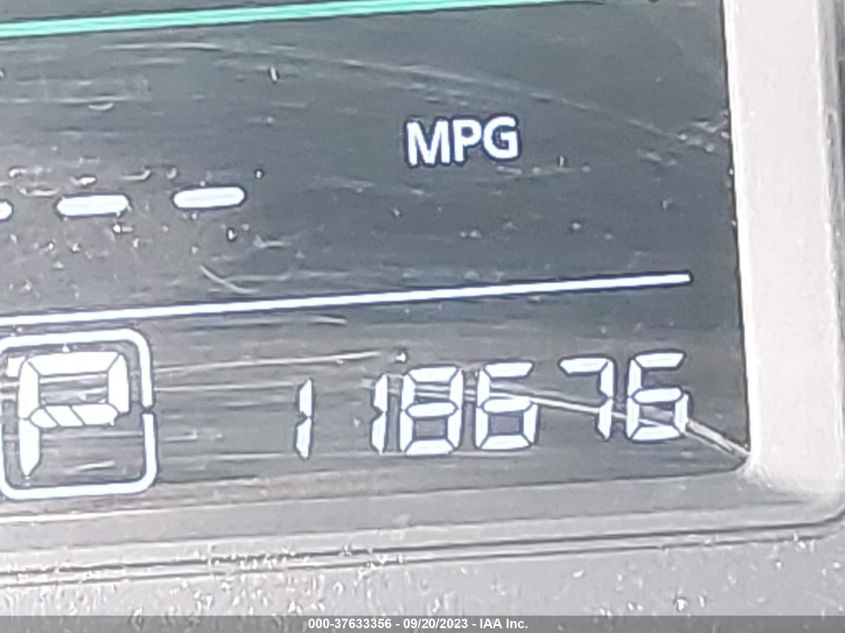 MPG
---
P 118676
000-37633356 - 09/20/2023 - IAA Inc.